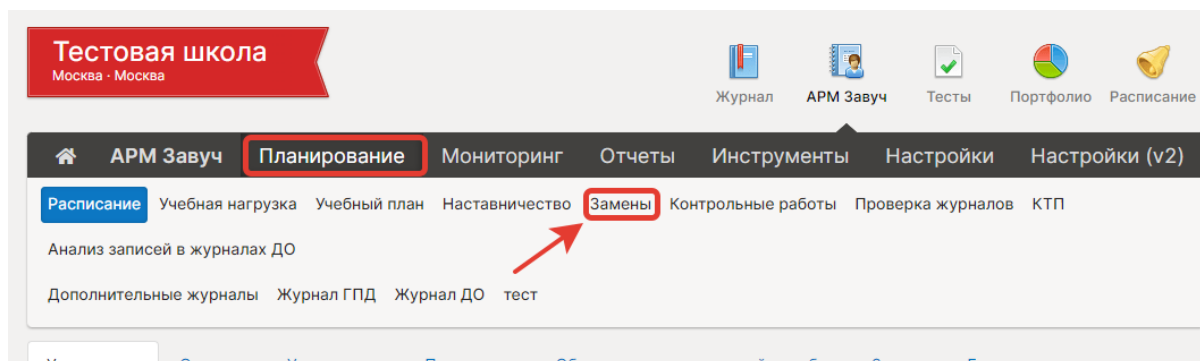 Тестовая школа
Москва - Москва
Журнал АРМ Завуч Тесты Портфолио Расписание
АРМ Завуч Планирование Мониторинг Отчеты Инструменты Настройки Настройки (v2)
Расписание Учебная нагрузка Учебный план Наставничество Замены Контрольные работы Проверка журналов КТП
Анализ записей в журналах ДО
Дополнительные журналы Журнал ГПД Журнал ДО тест